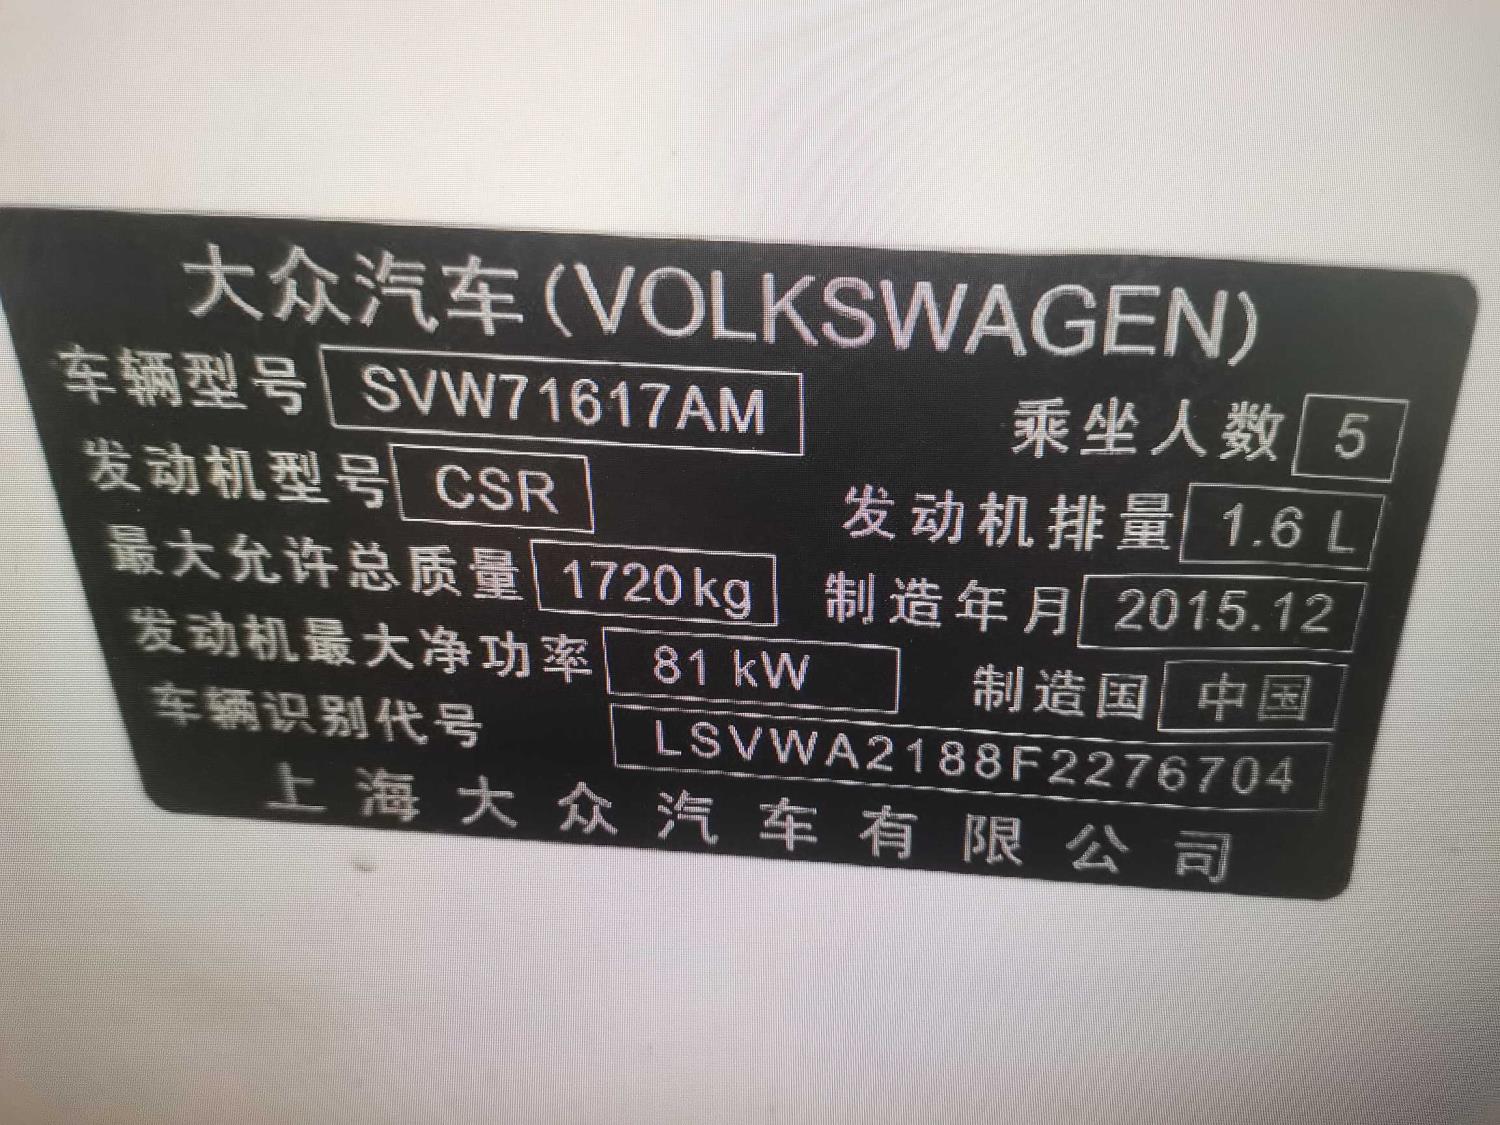 大众汽车(VOLKSWAGEN)
车辆型号 SVW71617AM 乘坐人数 5
发动机型号 CSR 发动机排量 1.6 L
最大允许总质量 1720kg 制造年月 2015.12
发动机最大净功率 81 kW 制造国 中国
车辆识别代号 LSVWA2188F2276704
上海大众汽车有限公司